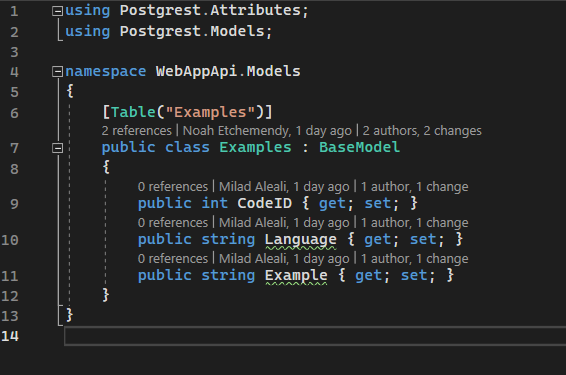 1 using Postgrest.Attributes;
2 using Postgrest.Models;
3
4 namespace WebAppApi.Models
5 {
6 [Table("Examples")]
2 references | Noah Etchemendy, 1 day ago | 2 authors, 2 changes
7 public class Examples : BaseModel
8 {
0 references | Milad Aleali, 1 day ago | 1 author, 1 change
9 public int CodeID { get; set; }
0 references | Milad Aleali, 1 day ago | 1 author, 1 change
10 public string Language { get; set; }
0 references | Milad Aleali, 1 day ago | 1 author, 1 change
11 public string Example { get; set; }
12 }
13 }
14